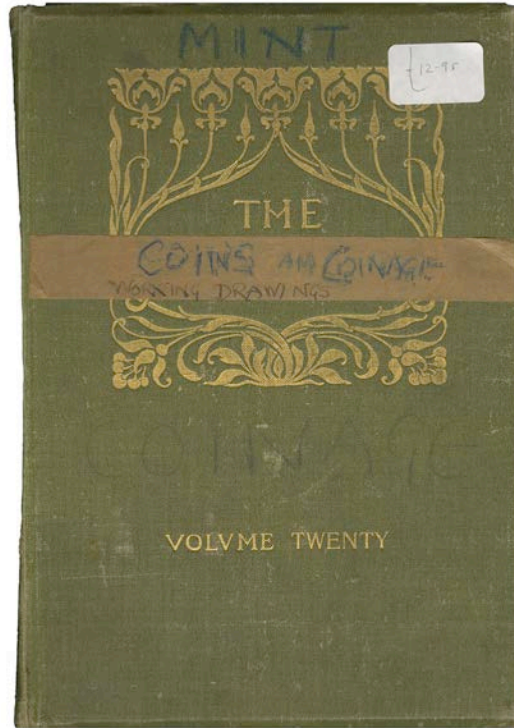 MINT
12-95
THE
COINS AND COINAGE
WORKING DRAWINGS
COINAGE
VOLVME TWENTY